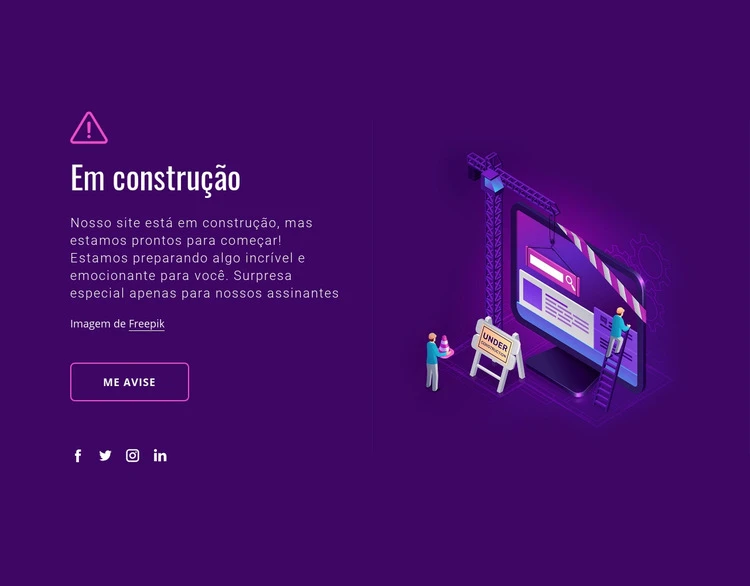 Em construção
Nosso site está em construção, mas
estamos prontos para começar!
Estamos preparando algo incrível e
emocionante para você. Surpresa
especial apenas para nossos assinantes
Imagem de Freepik
ME AVISE
UNDER
CONSTRUCTION